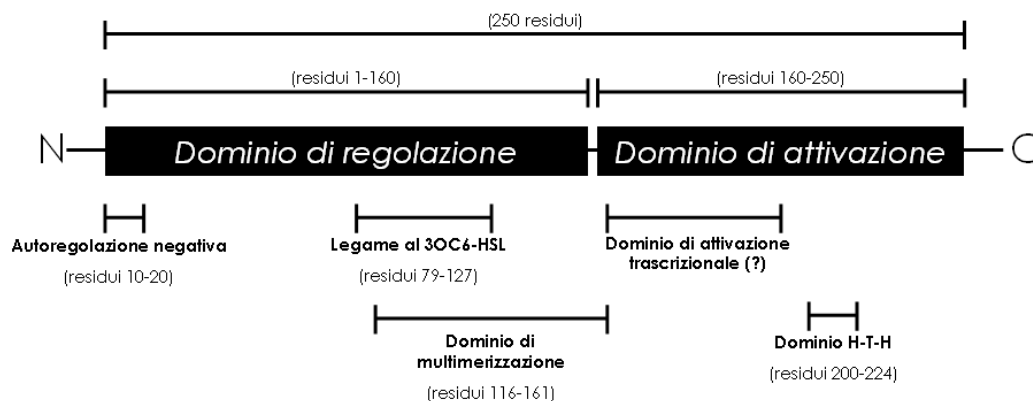 (250 residui)
(residui 1-160)
(residui 160-250)
N
Dominio di regolazione
Dominio di attivazione
C
Autoregolazione negativa
(residui 10-20)
Legame al 3OC6-HSL
(residui 79-127)
Dominio di attivazione
trascrizionale (?)
Dominio di
multimerizzazione
(residui 116-161)
Dominio H-T-H
(residui 200-224)